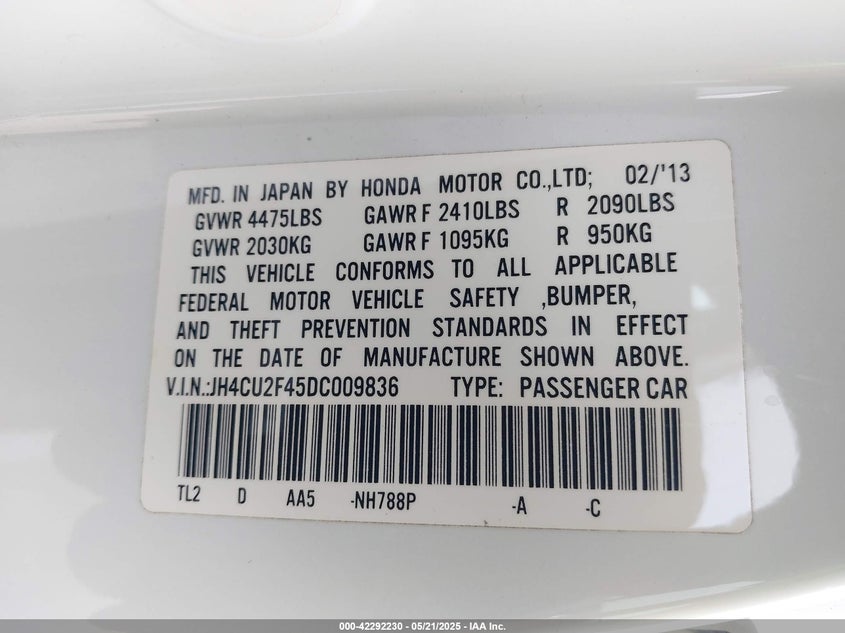 MFD. IN JAPAN BY HONDA MOTOR CO.,LTD; 02/'13
GVWR 4475LBS GAWR F 2410LBS R 2090LBS
GVWR 2030KG GAWR F 1095KG R 950KG
THIS VEHICLE CONFORMS TO ALL APPLICABLE
FEDERAL MOTOR VEHICLE SAFETY ,BUMPER,
AND THEFT PREVENTION STANDARDS IN EFFECT
ON THE DATE OF MANUFACTURE SHOWN ABOVE.
V.I.N.:JH4CU2F45DC009836 TYPE: PASSENGER CAR
TL2 D AA5 -NH788P -A -C
000-42292230 - 05/21/2025 - IAA Inc.